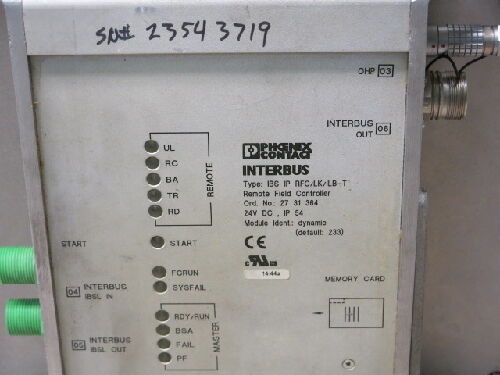 SN# 23543719
OHP 03
INTERBUS
OUT 06
PHOENIX
CONTACT
INTERBUS
Type: IBS IP RFC/LK/LB-T
Remote Field Controller
Ord. No.: 27 31 364
24V DC , IP 54
Module Ident.: dynamic
(default: 233)
CE
UL
RC
BA
TR
RD
REMOTE
START
START
FORUN
SYSFAIL
04 INTERBUS
IBSL IN
MEMORY CARD
RDY/RUN
BSA
FAIL
PF
MASTER
05 INTERBUS
IBSL OUT